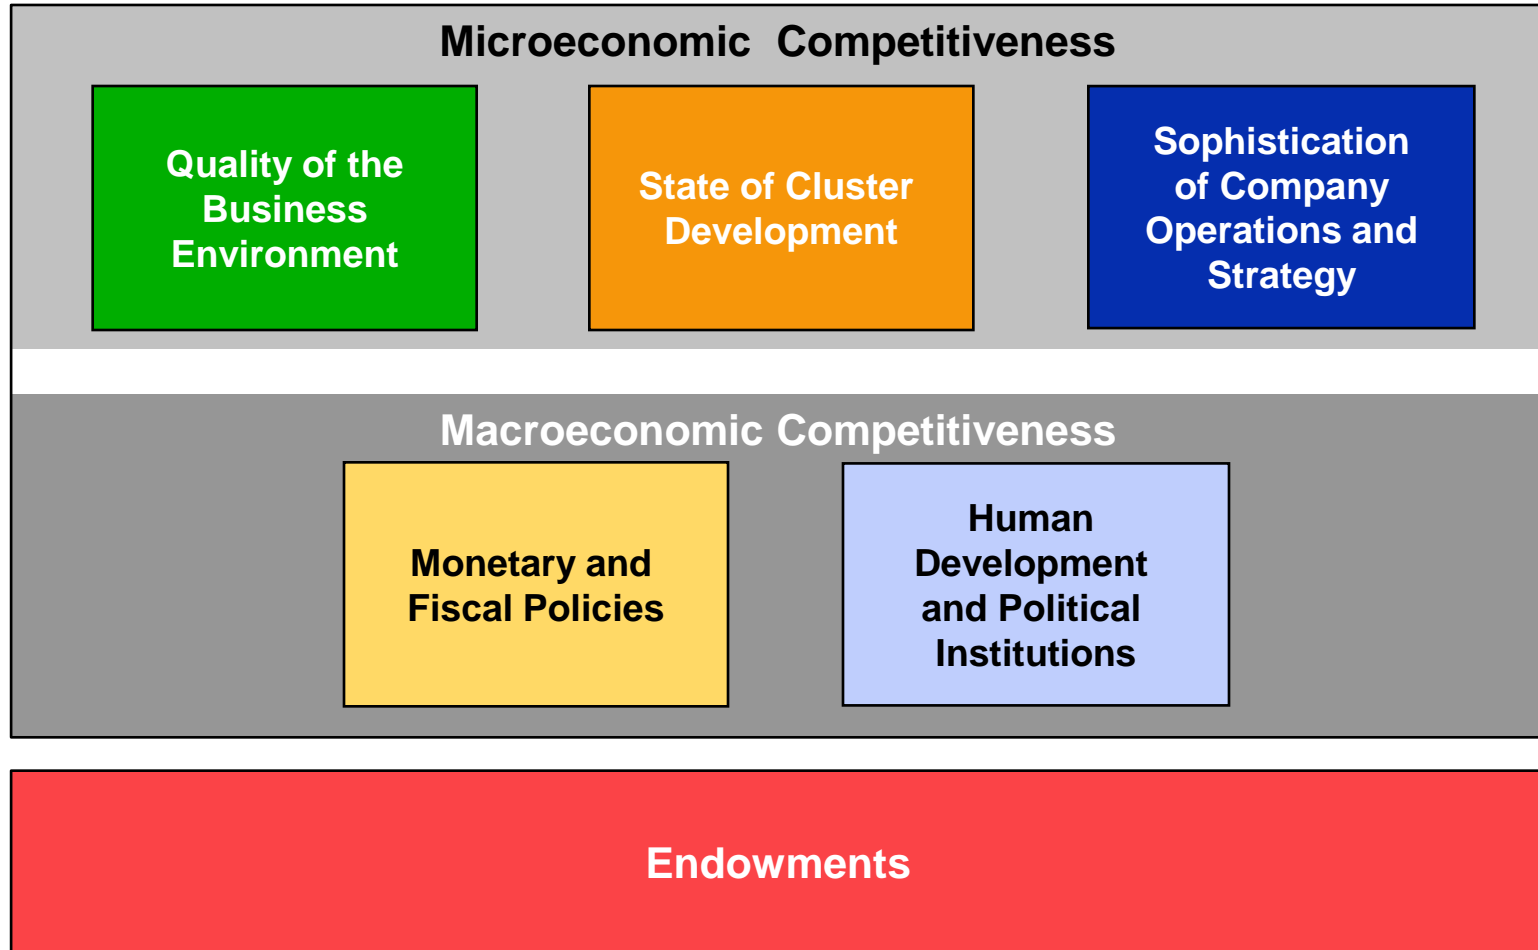 Microeconomic Competitiveness
Quality of the
Business
Environment
State of Cluster
Development
Sophistication
of Company
Operations and
Strategy
Macroeconomic Competitiveness
Monetary and
Fiscal Policies
Human
Development
and Political
Institutions
Endowments